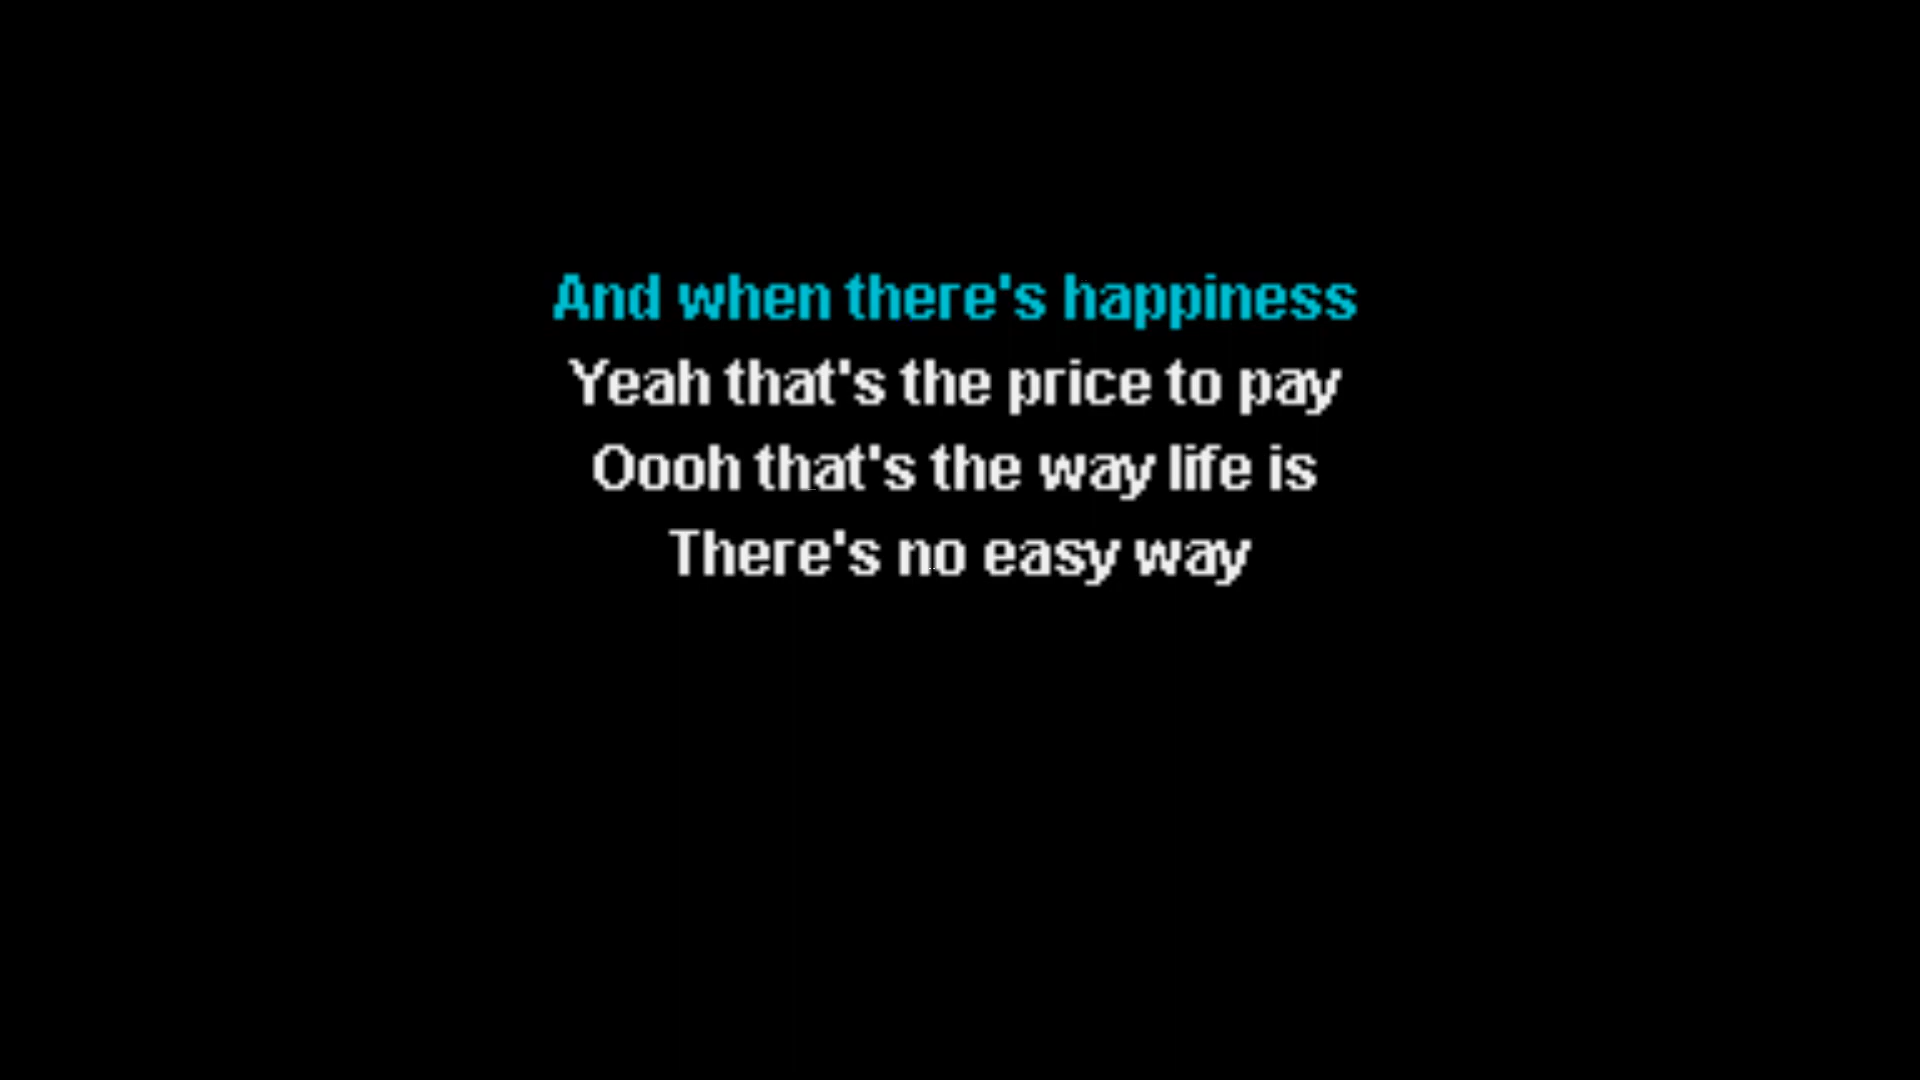 And when there's happiness
Yeah that's the price to pay
Oooh that's the way life is
There's no easy way